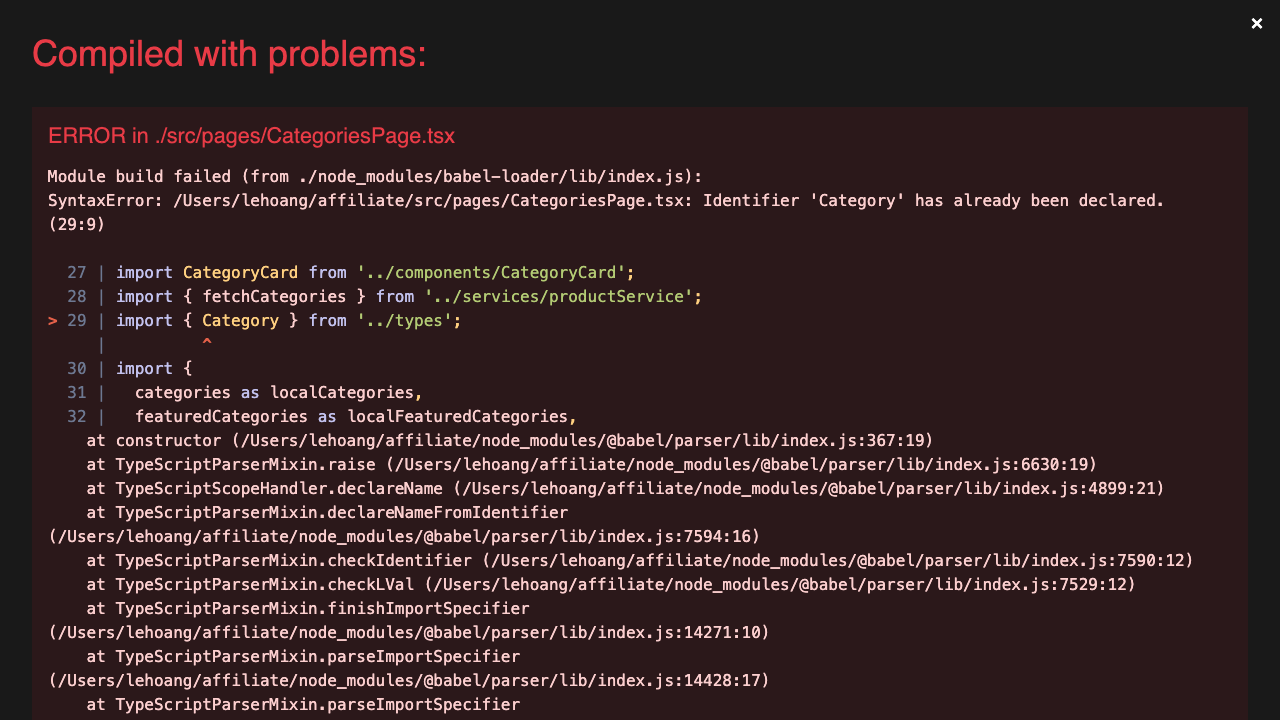 ×
Compiled with problems:
ERROR in ./src/pages/CategoriesPage.tsx
Module build failed (from ./node_modules/babel-loader/lib/index.js):
SyntaxError: /Users/lehoang/affiliate/src/pages/CategoriesPage.tsx: Identifier 'Category' has already been declared.
(29:9)
  27 | import CategoryCard from '../components/CategoryCard';
  28 | import { fetchCategories } from '../services/productService';
> 29 | import { Category } from '../types';
     |          ^
  30 | import {
  31 |   categories as localCategories,
  32 |   featuredCategories as localFeaturedCategories,
    at constructor (/Users/lehoang/affiliate/node_modules/@babel/parser/lib/index.js:367:19)
    at TypeScriptParserMixin.raise (/Users/lehoang/affiliate/node_modules/@babel/parser/lib/index.js:6630:19)
    at TypeScriptScopeHandler.declareName (/Users/lehoang/affiliate/node_modules/@babel/parser/lib/index.js:4899:21)
    at TypeScriptParserMixin.declareNameFromIdentifier
(/Users/lehoang/affiliate/node_modules/@babel/parser/lib/index.js:7594:16)
    at TypeScriptParserMixin.checkIdentifier (/Users/lehoang/affiliate/node_modules/@babel/parser/lib/index.js:7590:12)
    at TypeScriptParserMixin.checkLVal (/Users/lehoang/affiliate/node_modules/@babel/parser/lib/index.js:7529:12)
    at TypeScriptParserMixin.finishImportSpecifier
(/Users/lehoang/affiliate/node_modules/@babel/parser/lib/index.js:14271:10)
    at TypeScriptParserMixin.parseImportSpecifier
(/Users/lehoang/affiliate/node_modules/@babel/parser/lib/index.js:14428:17)
    at TypeScriptParserMixin.parseImportSpecifier